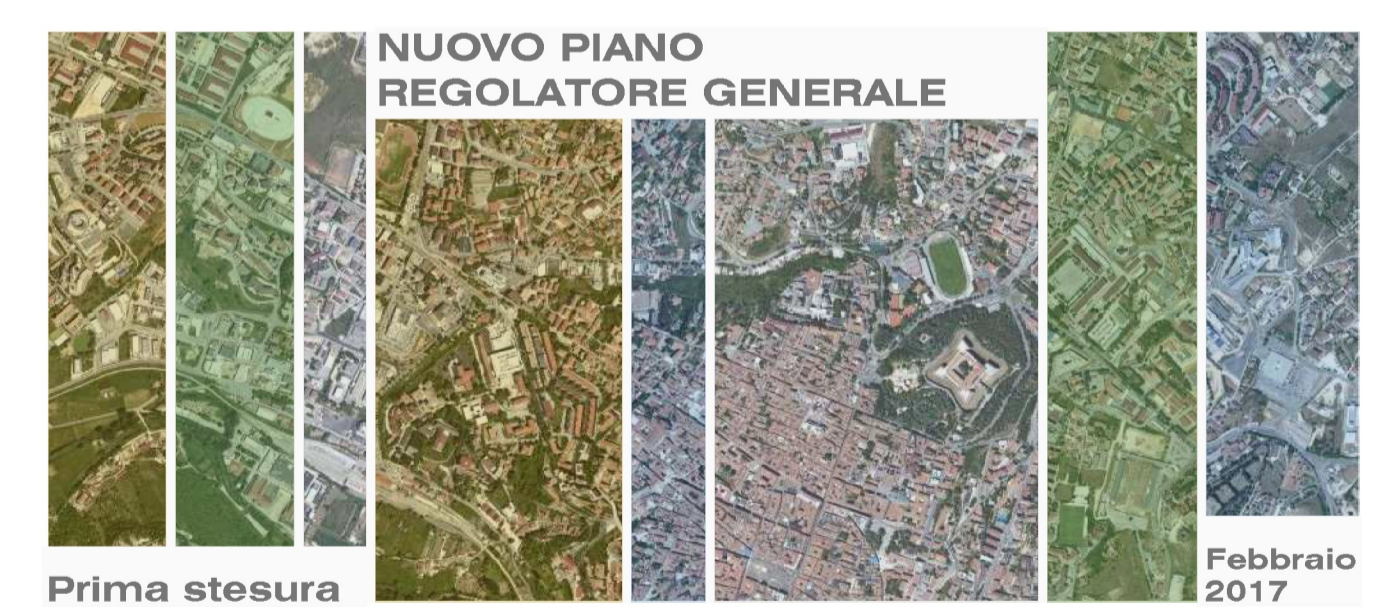 NUOVO PIANO
REGOLATORE GENERALE
Prima stesura
Febbraio
2017